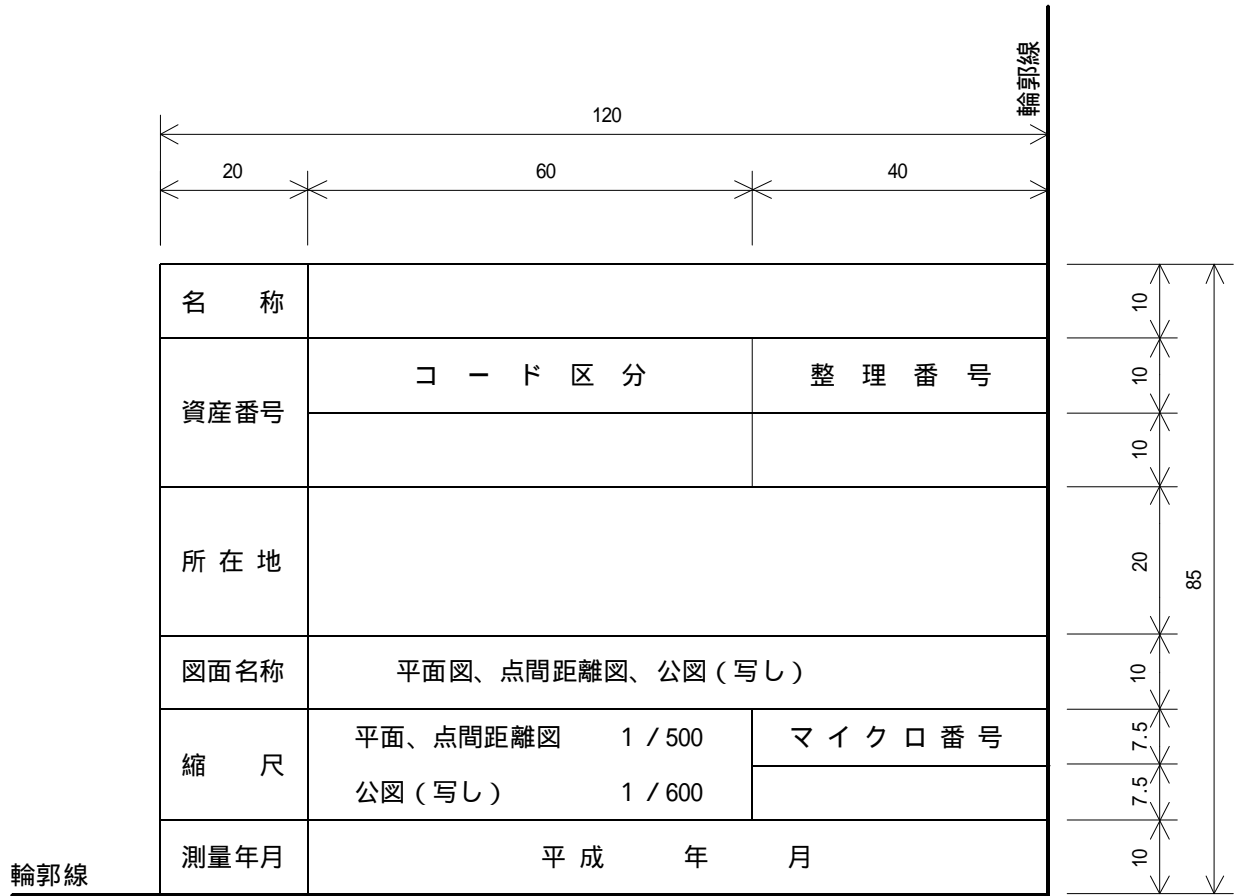 輪郭線
120
20 60 40
名 称
10
コ ー ド 区 分 整 理 番 号
10
資産番号
10
所 在 地
20
85
図面名称 平面図、点間距離図、公図(写し)
10
平面、点間距離図 1/500 マ イ ク ロ 番 号
7.5
縮 尺
公図(写し) 1/600
7.5
測量年月 平 成 年 月
10
輪郭線